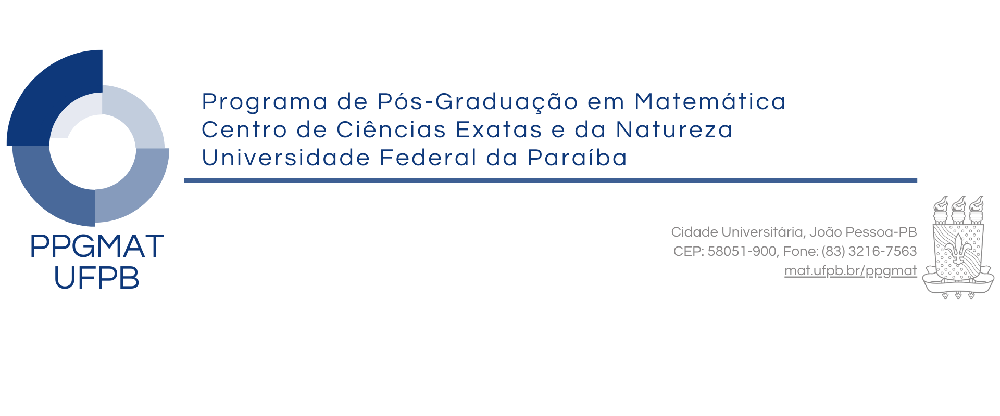 Programa de Pós-Graduação em Matemática
Centro de Ciências Exatas e da Natureza
Universidade Federal da Paraíba
PPGMAT
UFPB
Cidade Universitária, João Pessoa-PB
CEP: 58051-900, Fone: (83) 3216-7563
mat.ufpb.br/ppgmat